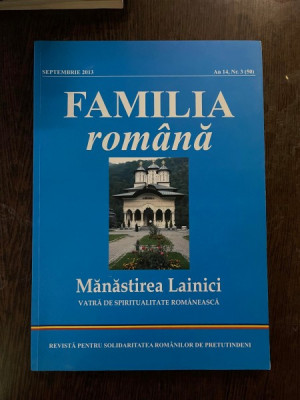 SEPTEMBRIE 2013 An 14, Nr. 3 (50)
FAMILIA
română
Mănăstirea Lainici
VATRĂ DE SPIRITUALITATE ROMÂNEASCĂ
REVISTĂ PENTRU SOLIDARITATEA ROMÂNILOR DE PRETUTINDENI